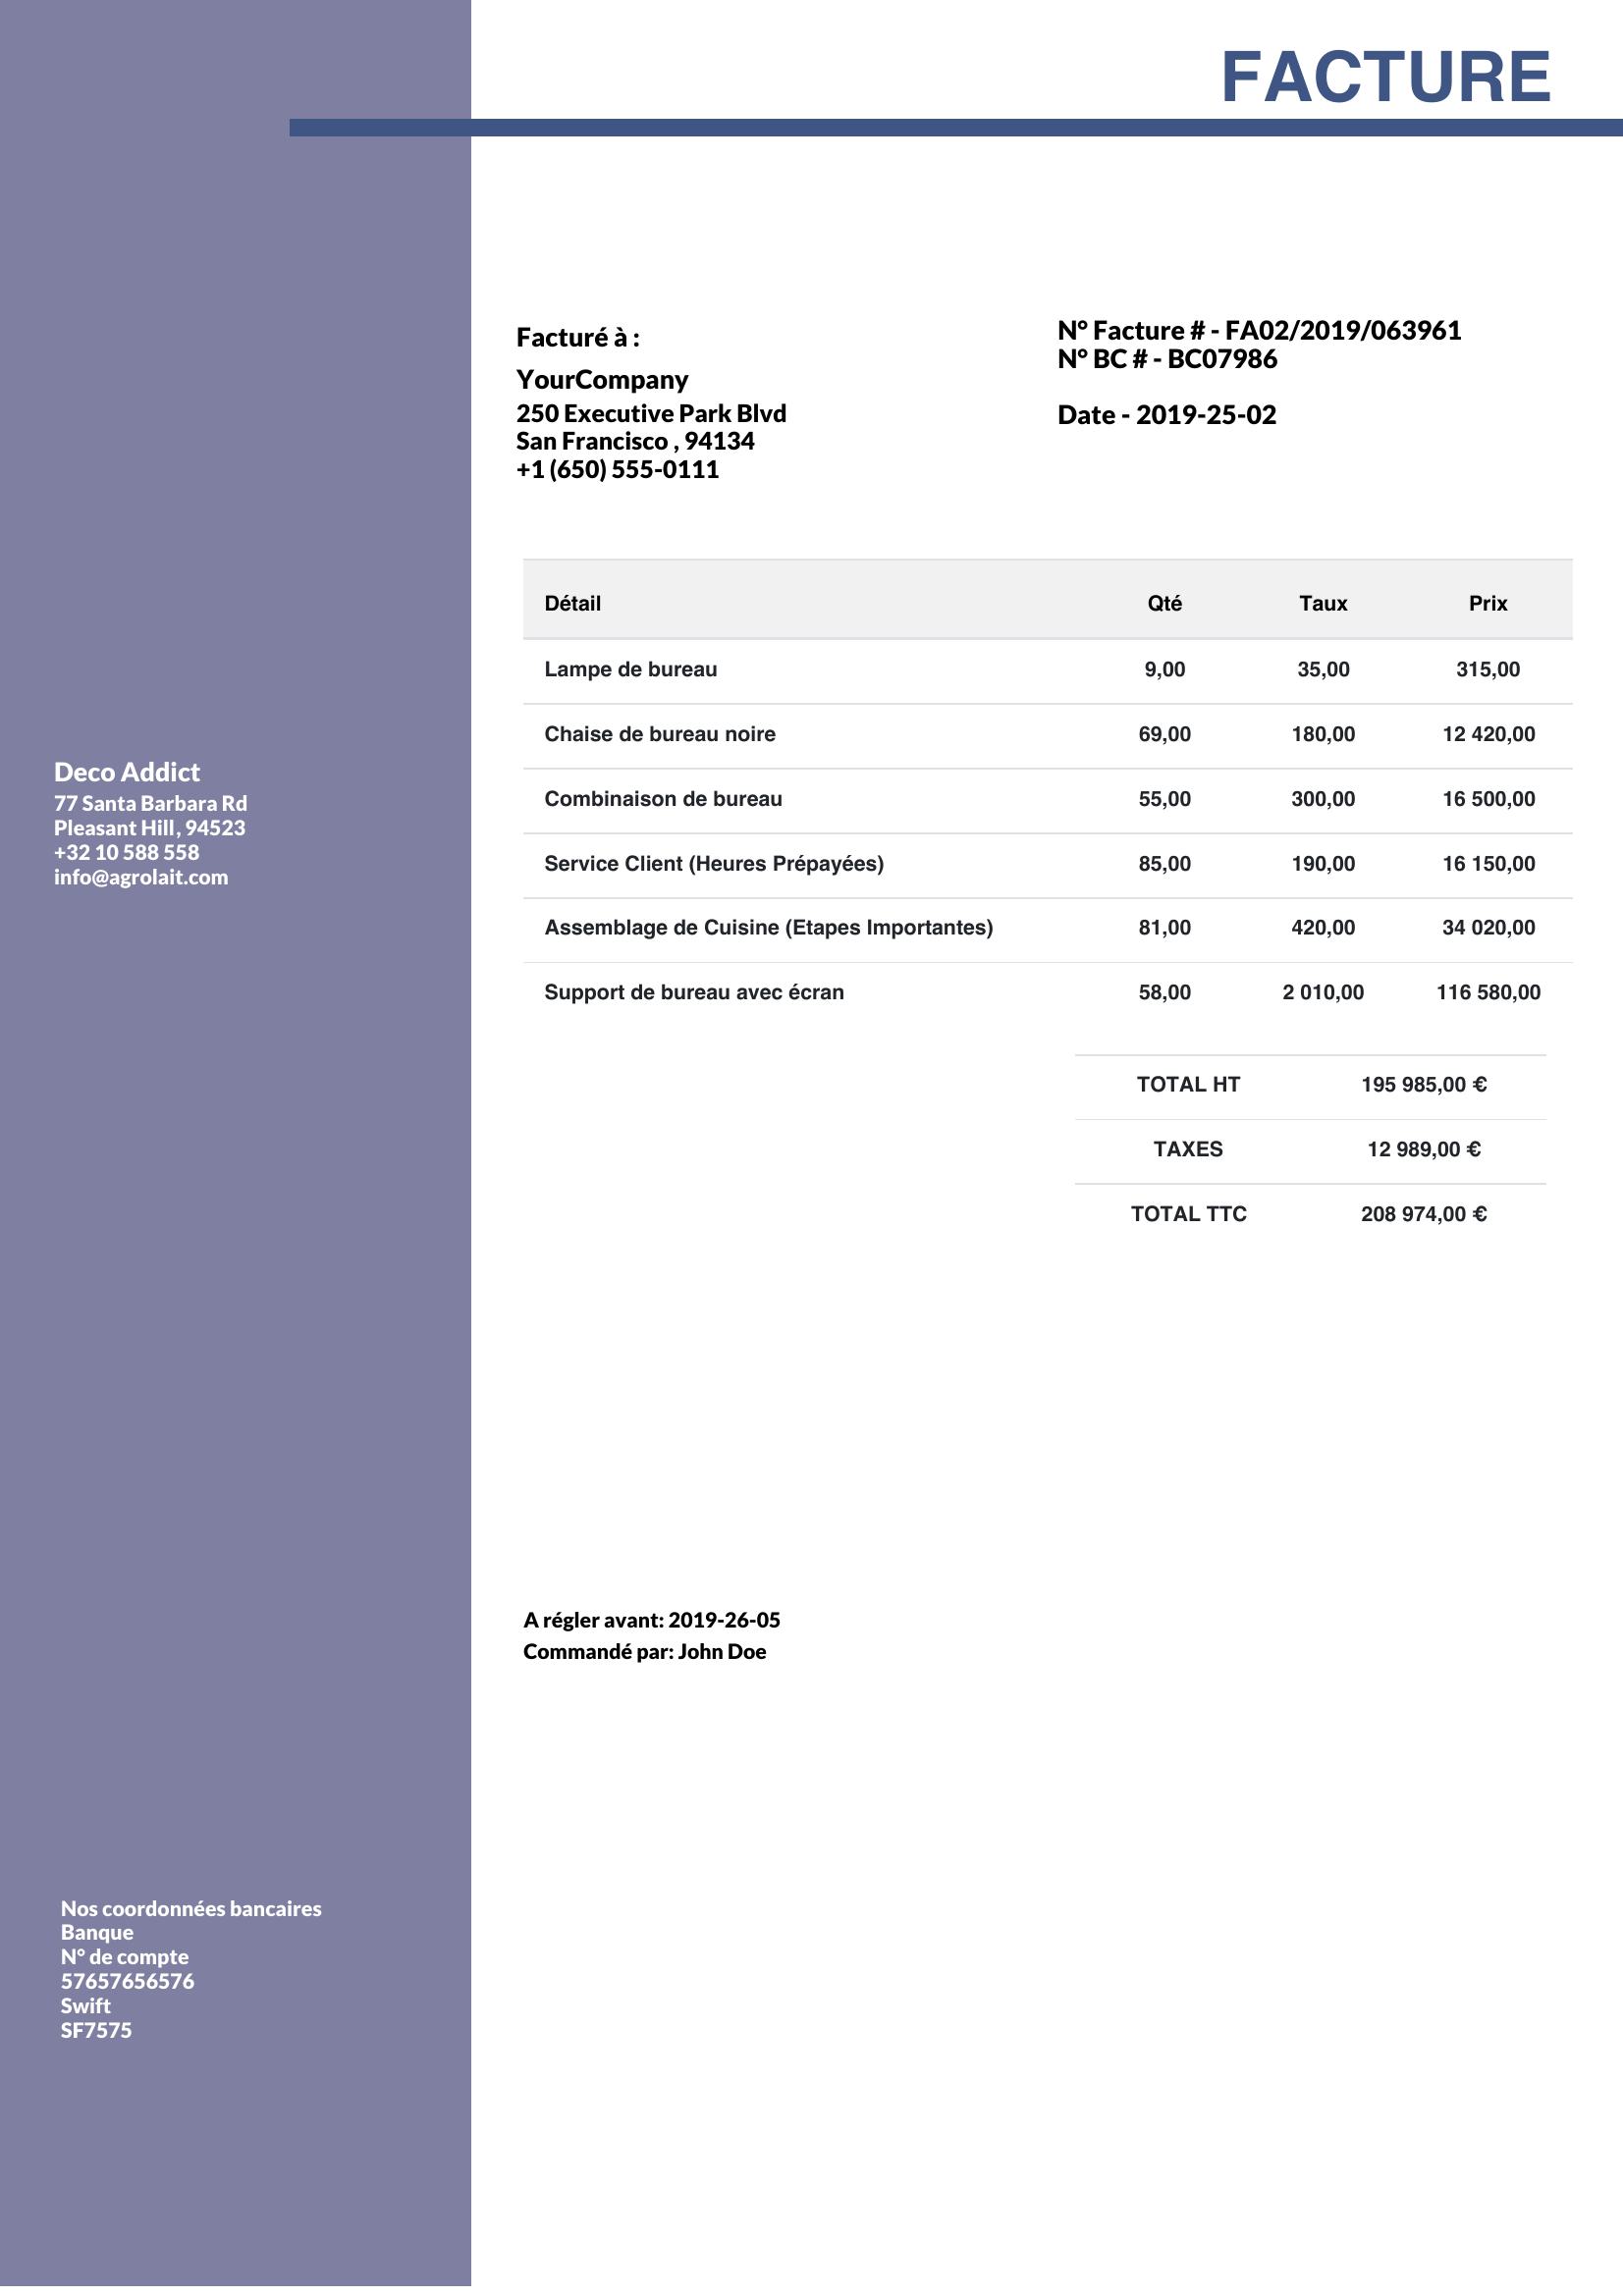 FACTURE
Facturé à :
YourCompany
250 Executive Park Blvd
San Francisco , 94134
+1 (650) 555-0111
N° Facture # - FA02/2019/063961
N° BC # - BC07986
Date - 2019-25-02
Détail Qté Taux Prix
Lampe de bureau 9,00 35,00 315,00
Chaise de bureau noire 69,00 180,00 12 420,00
Combinaison de bureau 55,00 300,00 16 500,00
Service Client (Heures Prépayées) 85,00 190,00 16 150,00
Assemblage de Cuisine (Etapes Importantes) 81,00 420,00 34 020,00
Support de bureau avec écran 58,00 2 010,00 116 580,00
TOTAL HT 195 985,00 €
TAXES 12 989,00 €
TOTAL TTC 208 974,00 €
Deco Addict
77 Santa Barbara Rd
Pleasant Hill, 94523
+32 10 588 558
info@agrolait.com
A régler avant: 2019-26-05
Commandé par: John Doe
Nos coordonnées bancaires
Banque
N° de compte
57657656576
Swift
SF7575